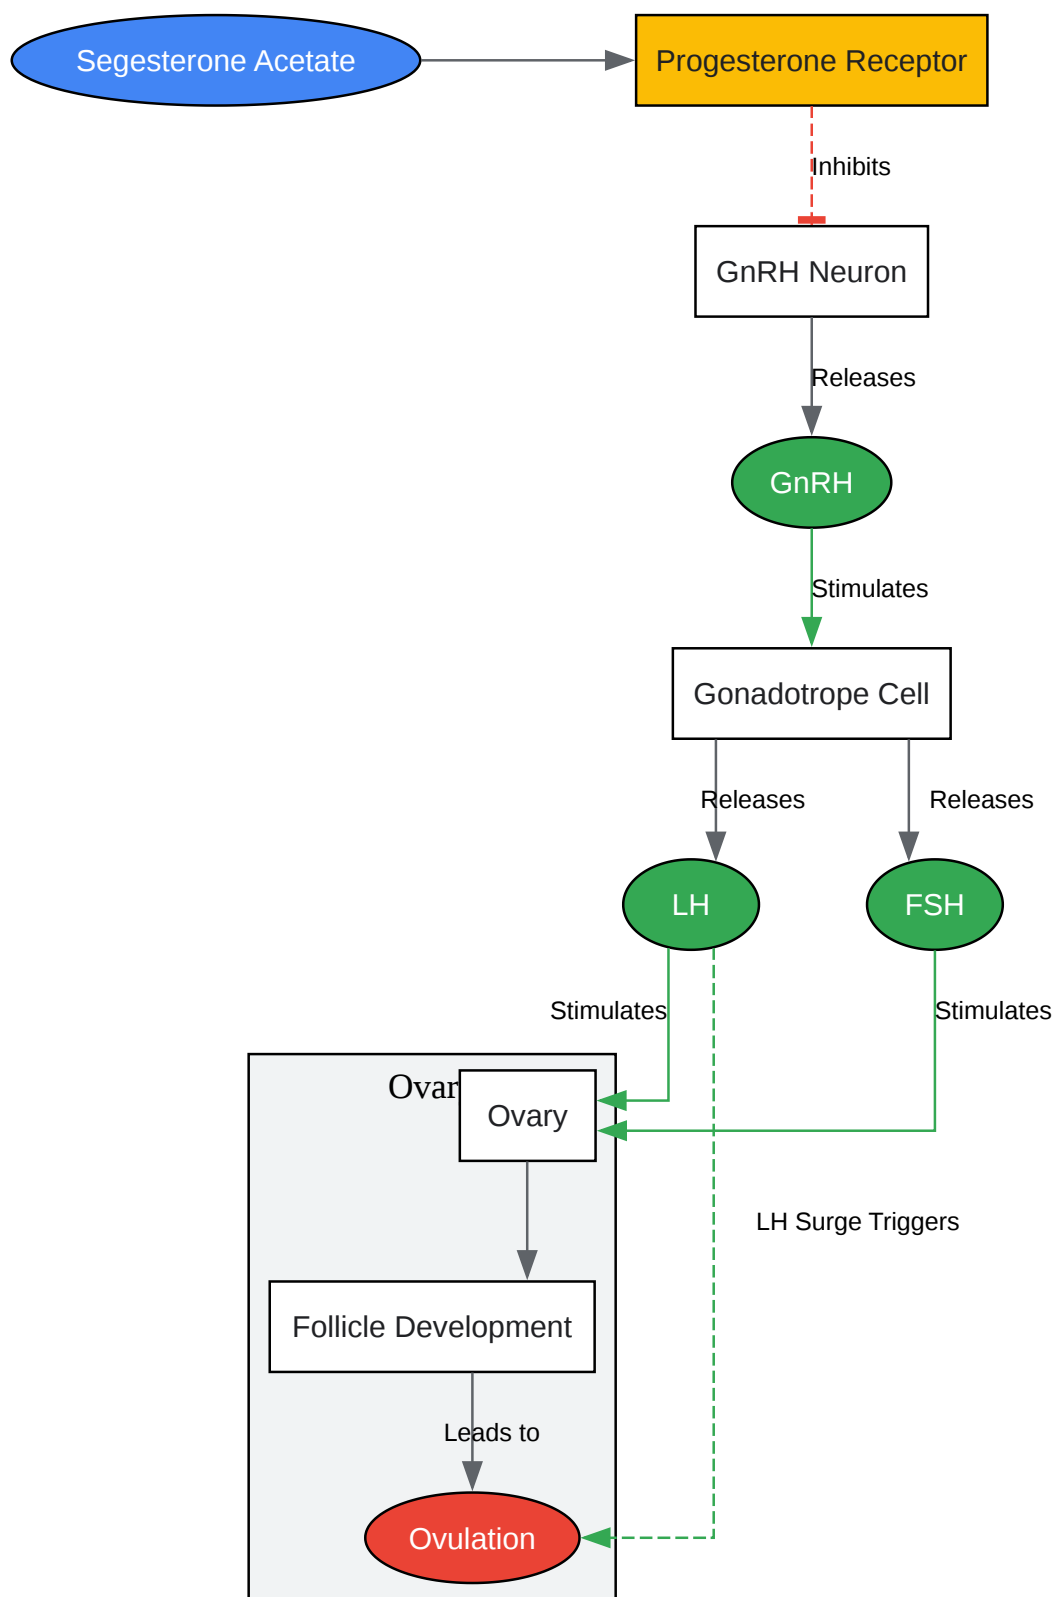 Segesterone Acetate
Progesterone Receptor
Inhibits
GnRH Neuron
Releases
GnRH
Stimulates
Gonadotrope Cell
Releases
Releases
LH
FSH
Stimulates
Stimulates
Ovar
Ovary
LH Surge Triggers
Follicle Development
Leads to
Ovulation